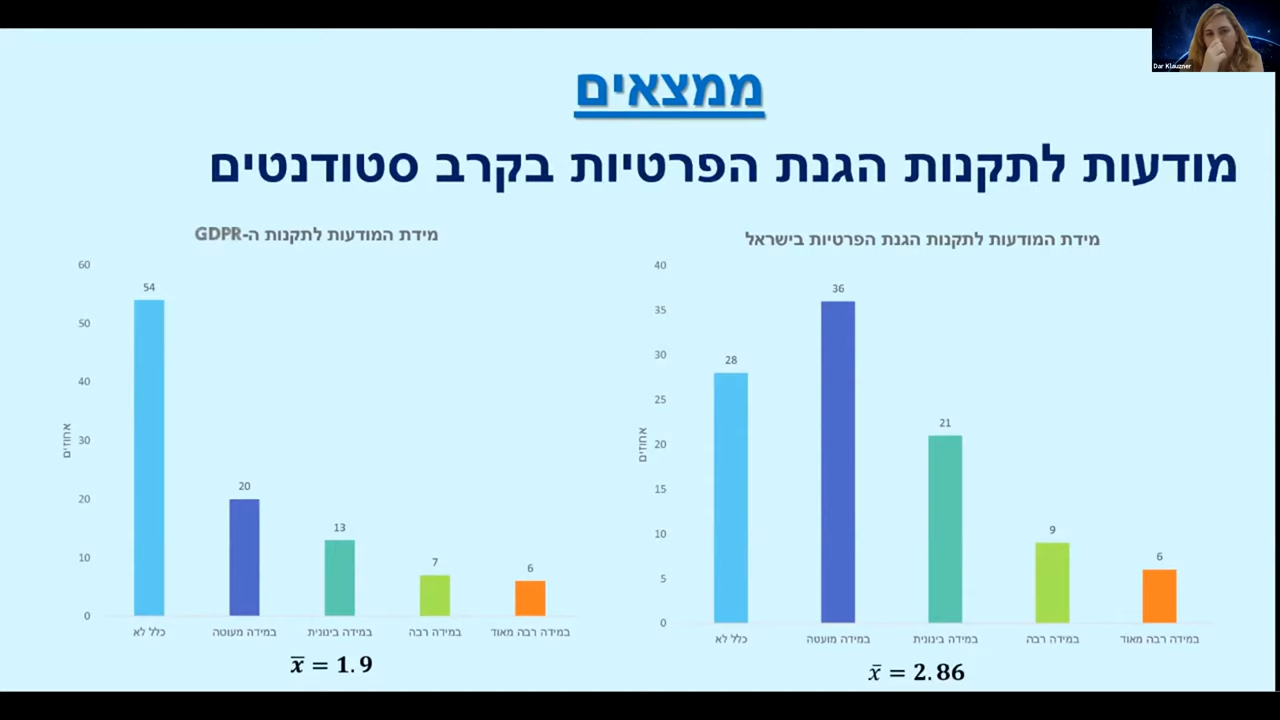 Dar Klauzner
ממצאים
מודעות לתקנות הגנת הפרטיות בקרב סטודנטים
מידת המודעות לתקנות הגנת הפרטיות בישראל
40
35
30
25
20
15
10
5
0
אחוזים
28
36
21
9
6
כלל לא
במידה מועטה
במידה בינונית
במידה רבה
במידה רבה מאוד
x̄ = 2.86
מידת המודעות לתקנות ה-GDPR
60
50
40
30
20
10
0
אחוזים
54
20
13
7
6
כלל לא
במידה מעוטה
במידה בינונית
במידה רבה
במידה רבה מאוד
x̄ = 1.9